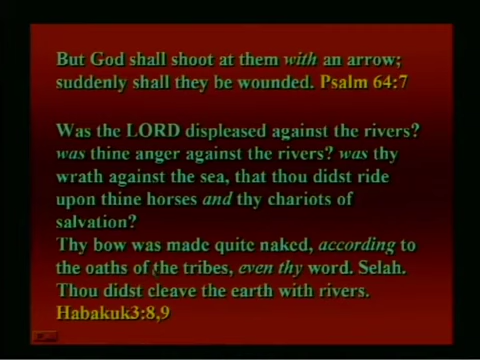 But God shall shoot at them with an arrow;
suddenly shall they be wounded. Psalm 64:7
Was the LORD displeased against the rivers?
was thine anger against the rivers? was thy
wrath against the sea, that thou didst ride
upon thine horses and thy chariots of
salvation?
Thy bow was made quite naked, according to
the oaths of the tribes, even thy word. Selah.
Thou didst cleave the earth with rivers.
Habakuk3:8,9